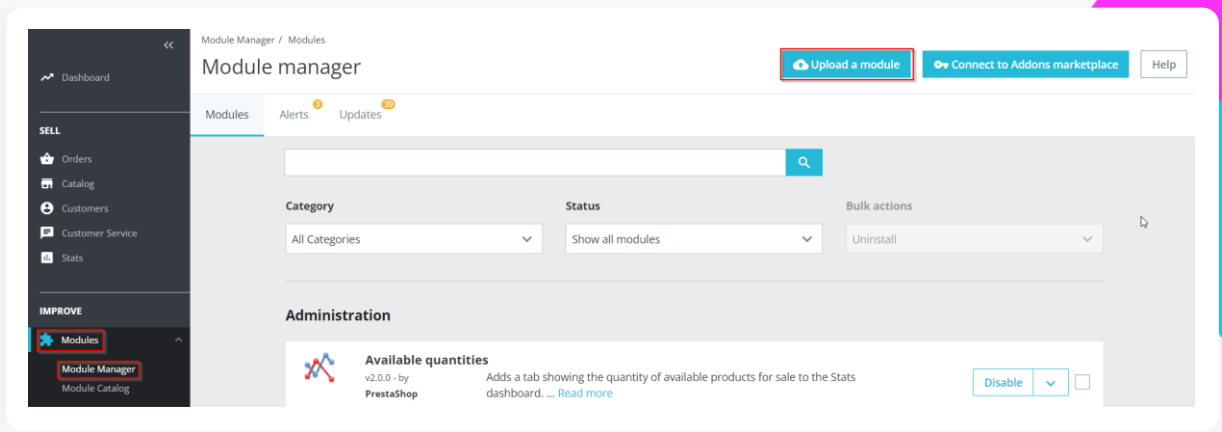 Module Manager / Modules
Module manager
Upload a module
Connect to Addons marketplace
Help
Dashboard
SELL
Orders
Catalog
Customers
Customer Service
Stats
IMPROVE
Modules
Module Manager
Module Catalog
Modules
Alerts 3
Updates 39
Category
Status
Bulk actions
All Categories
Show all modules
Uninstall
Administration
Available quantities
v2.0.0 - by
PrestaShop
Adds a tab showing the quantity of available products for sale to the Stats
dashboard. ... Read more
Disable